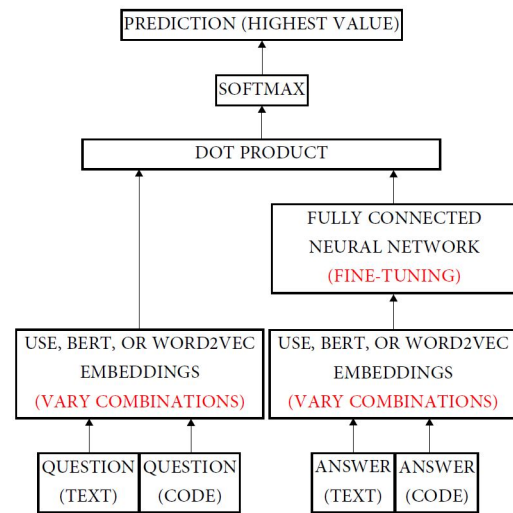 PREDICTION (HIGHEST VALUE)
SOFTMAX
DOT PRODUCT
FULLY CONNECTED
NEURAL NETWORK
(FINE-TUNING)
USE, BERT, OR WORD2VEC
EMBEDDINGS
(VARY COMBINATIONS)
USE, BERT, OR WORD2VEC
EMBEDDINGS
(VARY COMBINATIONS)
QUESTION
(TEXT)
QUESTION
(CODE)
ANSWER
(TEXT)
ANSWER
(CODE)